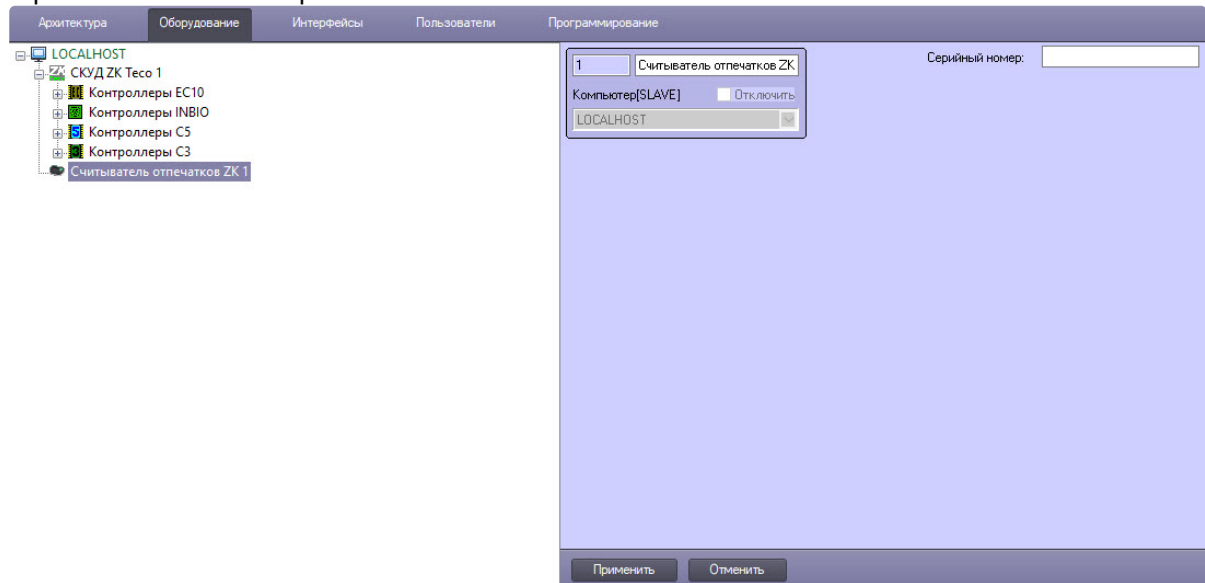 Архитектура Оборудование Интерфейсы Пользователи Программирование
LOCALHOST
СКУД ZK Teco 1
Контроллеры EC10
Контроллеры INBIO
Контроллеры C5
Контроллеры C3
Считыватель отпечатков ZK 1
1 Считыватель отпечатков ZK
Компьютер[SLAVE] Отключить
LOCALHOST
Серийный номер:
Применить Отменить